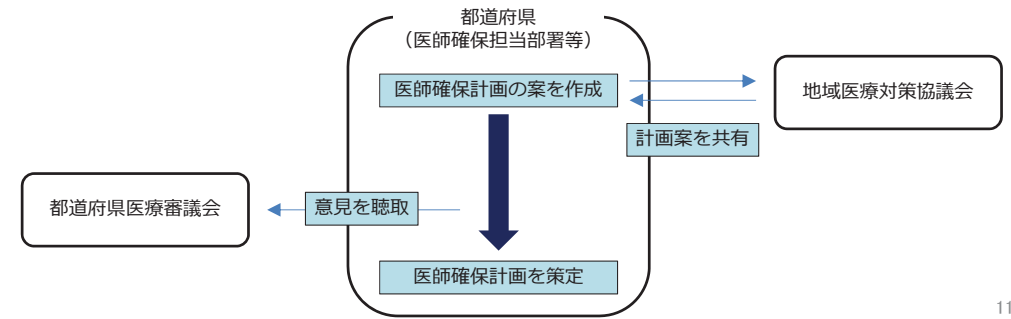 都道府県
（医師確保担当部署等）
医師確保計画の案を作成
地域医療対策協議会
計画案を共有
都道府県医療審議会
意見を聴取
医師確保計画を策定
11